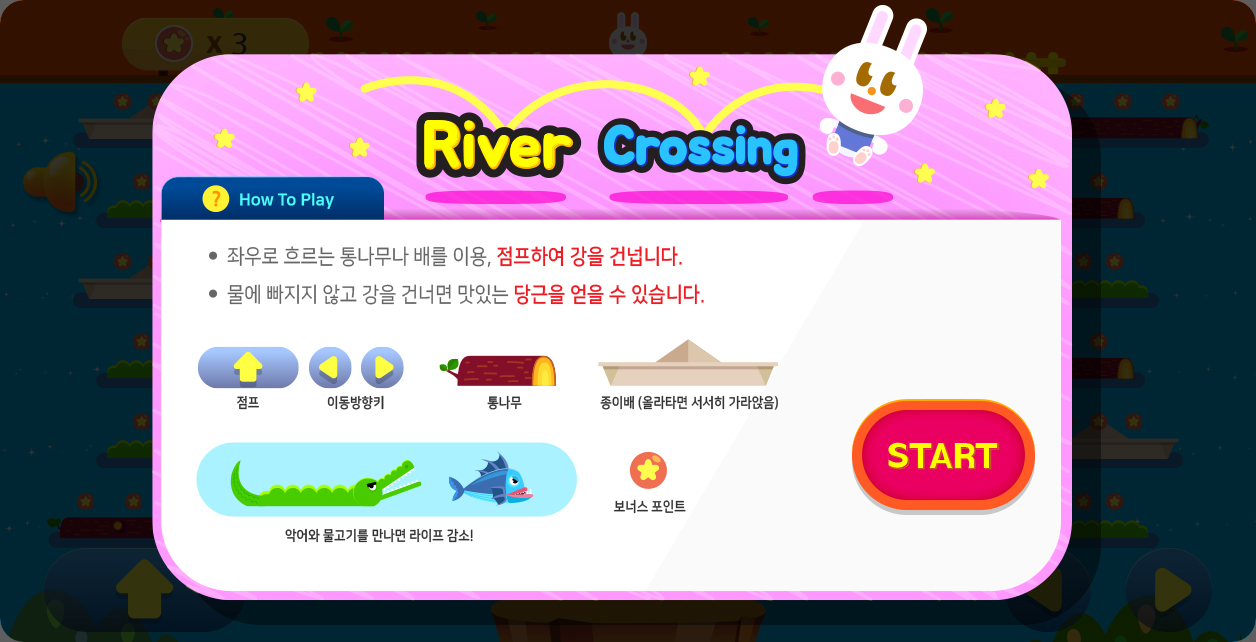 x 3
River Crossing
? How To Play
• 좌우로 흐르는 통나무나 배를 이용, 점프하여 강을 건넙니다.
• 물에 빠지지 않고 강을 건너면 맛있는 당근을 얻을 수 있습니다.
점프 이동방향키 통나무 종이배 (올라타면 서서히 가라앉음)
START
보너스 포인트
악어와 물고기를 만나면 라이프 감소!